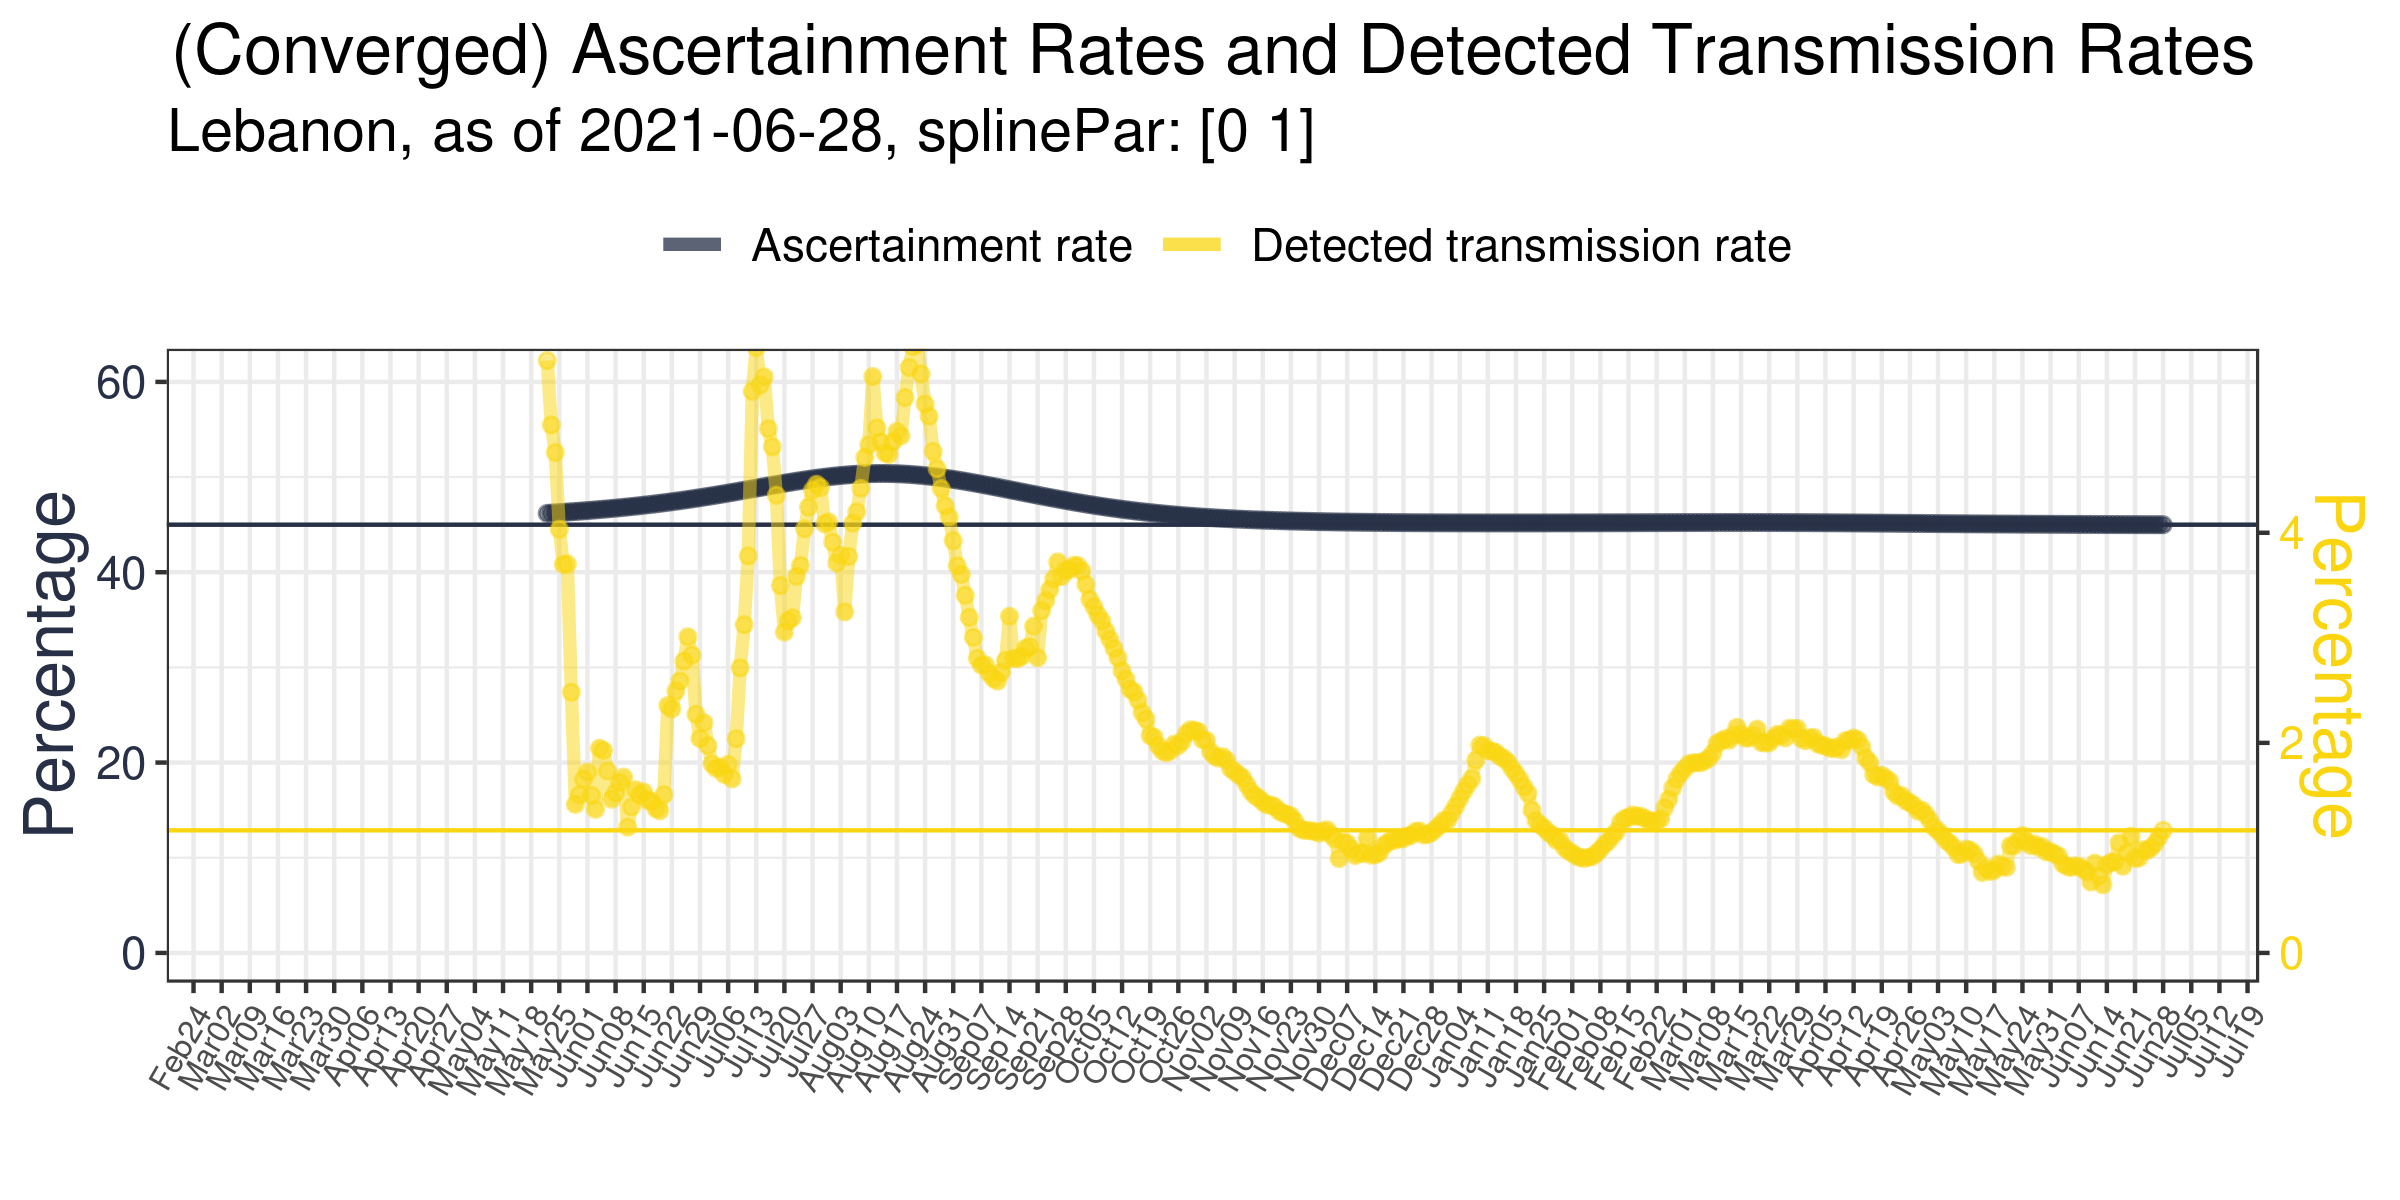 (Converged) Ascertainment Rates and Detected Transmission Rates
Lebanon, as of 2021-06-28, splinePar: [0 1]
Ascertainment rate
Detected transmission rate
Percentage
60
40
20
0
4
2
0
Percentage
Feb24
Mar02
Mar09
Mar16
Mar23
Mar30
Apr06
Apr13
Apr20
Apr27
May04
May11
May18
May25
Jun01
Jun08
Jun15
Jun22
Jun29
Jul06
Jul13
Jul20
Jul27
Aug03
Aug10
Aug17
Aug24
Aug31
Sep07
Sep14
Sep21
Sep28
Oct05
Oct12
Oct19
Oct26
Nov02
Nov09
Nov16
Nov23
Nov30
Dec07
Dec14
Dec21
Dec28
Jan04
Jan11
Jan18
Jan25
Feb01
Feb08
Feb15
Feb22
Mar01
Mar08
Mar15
Mar22
Mar29
Apr05
Apr12
Apr19
Apr26
May03
May10
May17
May24
May31
Jun07
Jun14
Jun21
Jun28
Jul05
Jul12
Jul19